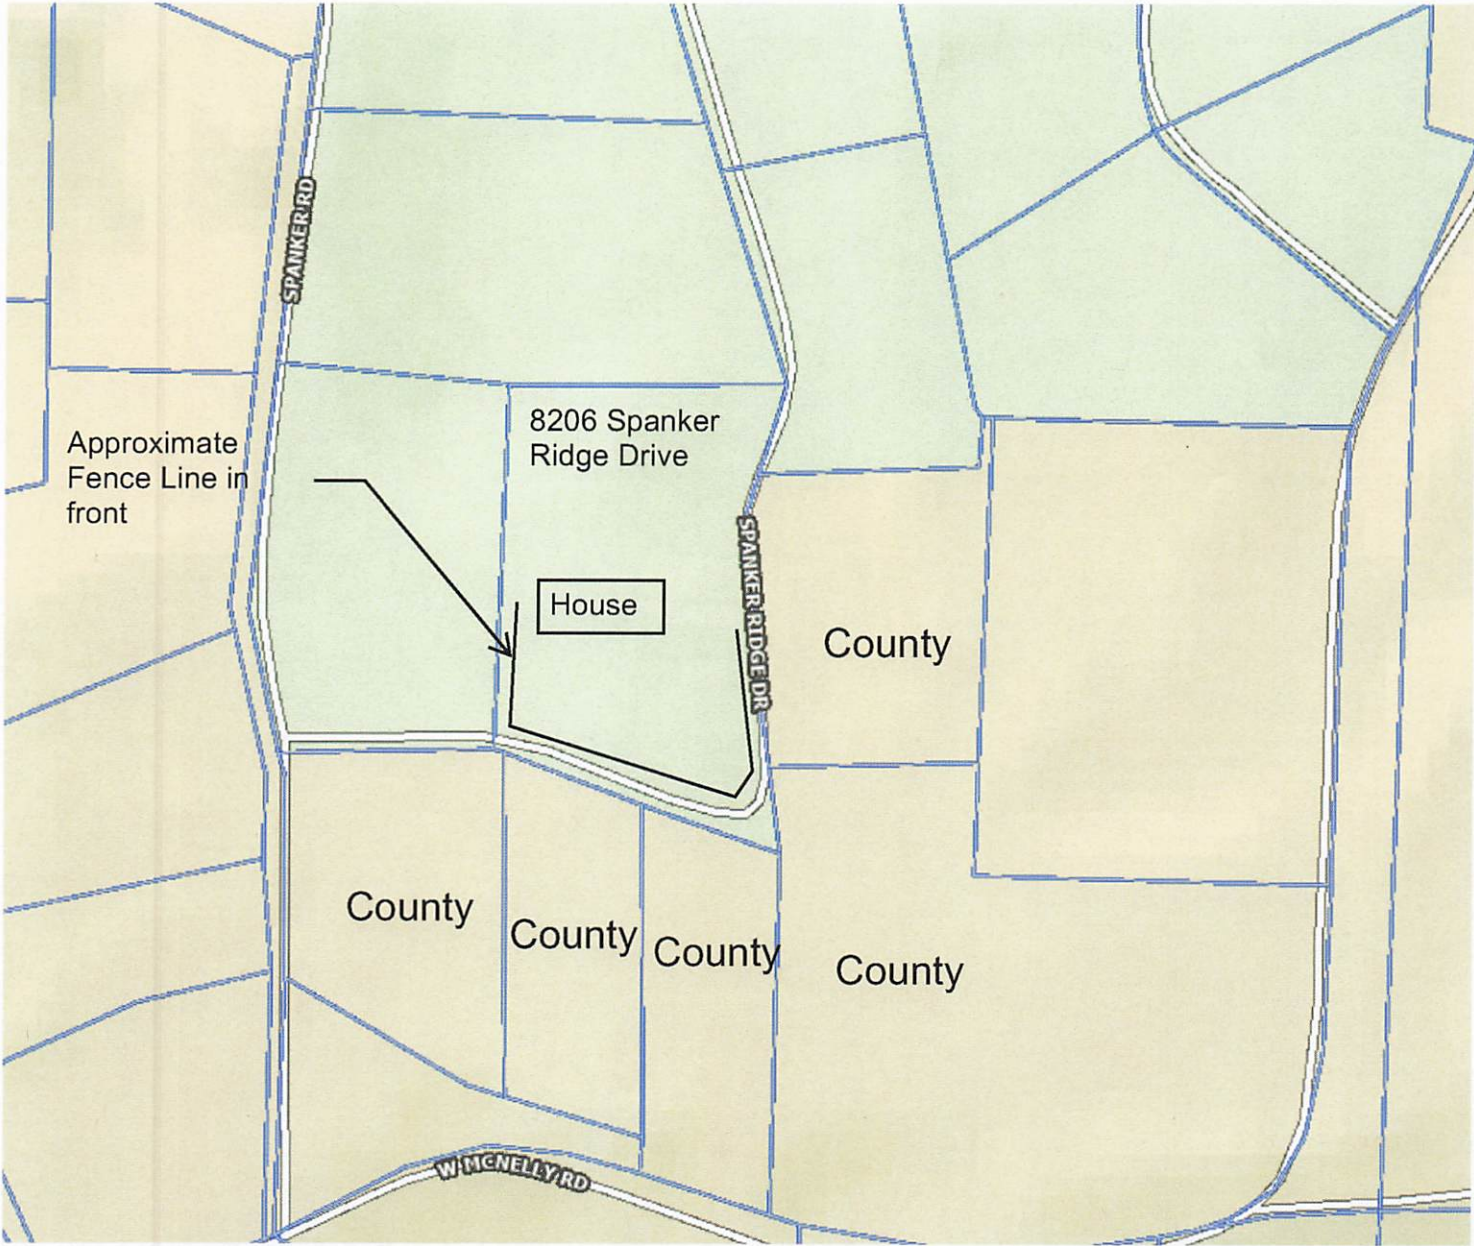 SPANKER RD
8206 Spanker
Ridge Drive
Approximate
Fence Line in
front
House
SPANKER RIDGE DR
County
County
County
County
County
W MCNELLY RD